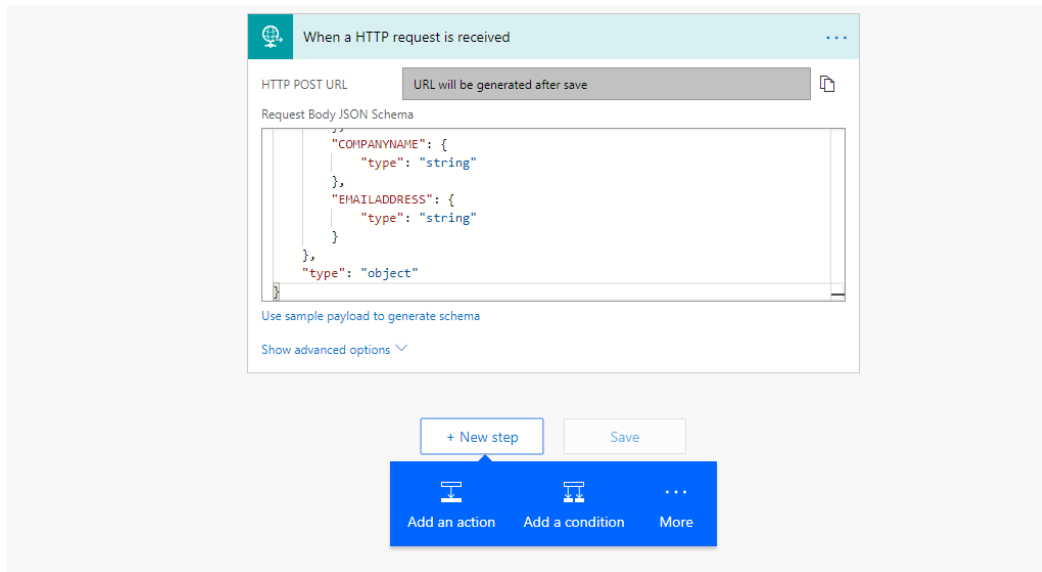 When a HTTP request is received
...
HTTP POST URL
URL will be generated after save
Request Body JSON Schema
},
"COMPANYNAME": {
"type": "string"
},
"EMAILADDRESS": {
"type": "string"
}
},
"type": "object"
}
Use sample payload to generate schema
Show advanced options
+ New step
Save
Add an action
Add a condition
...
More